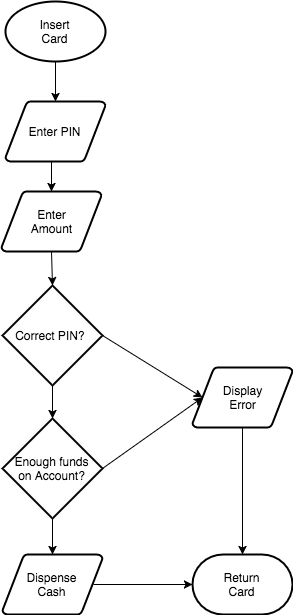 Insert
Card
Enter PIN
Enter
Amount
Correct PIN?
Display
Error
Enough funds
on Account?
Dispense
Cash
Return
Card